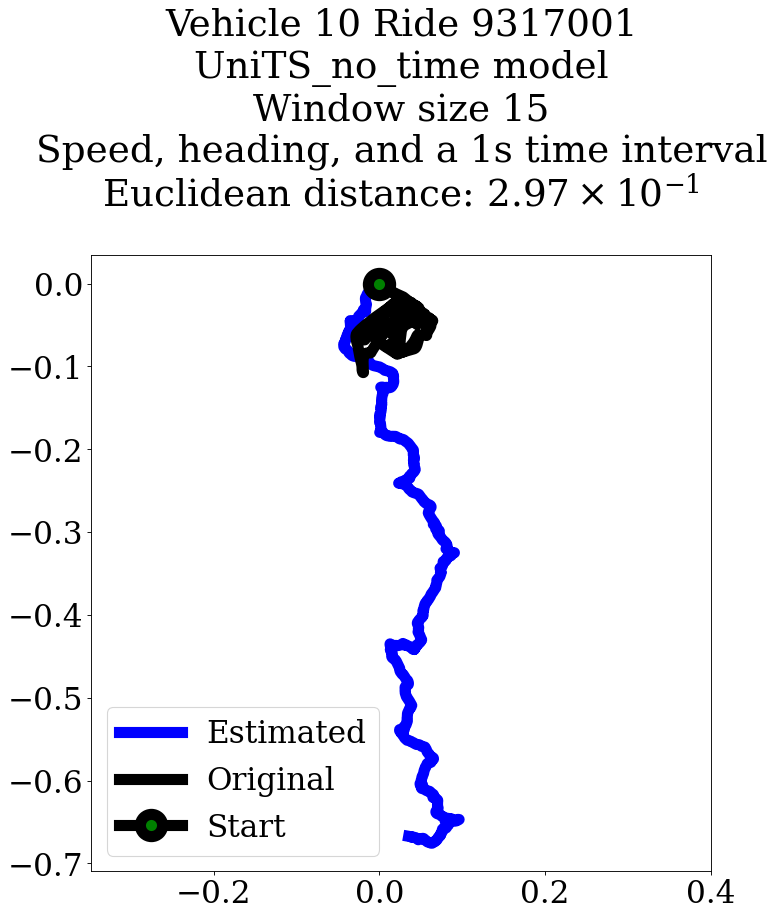 Vehicle 10 Ride 9317001
UniTS_no_time model
Window size 15
Speed, heading, and a 1s time interval
Euclidean distance: 2.97 × 10⁻¹
0.0
−0.1
−0.2
−0.3
−0.4
−0.5
−0.6
−0.7
Estimated
Original
Start
−0.2 0.0 0.2 0.4